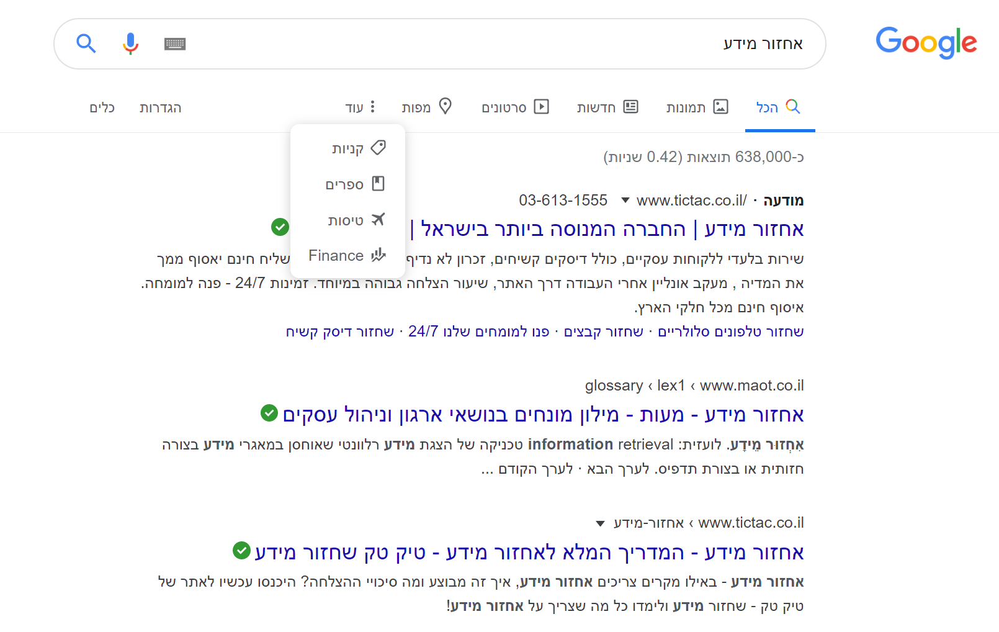 Google
אחזור מידע
הכל
תמונות
חדשות
סרטונים
מפות
עוד
הגדרות
כלים
קניות
ספרים
טיסות
Finance
כ-638,000 תוצאות (0.42 שניות)
מודעה · www.tictac.co.il/ 03-613-1555
אחזור מידע | החברה המנוסה ביותר בישראל |
שירות בלעדי ללקוחות עסקיים, כולל דיסקים קשיחים, זכרון לא נדיף שליח חינם יאסוף ממך
את המדיה , מעקב אונליין אחרי העבודה דרך האתר, שיעור הצלחה גבוהה במיוחד. זמינות 24/7 - פנה למומחה.
איסוף חינם מכל חלקי הארץ.
שחזור טלפונים סלולריים · שחזור קבצים · פנו למומחים שלנו 24/7 · שחזור דיסק קשיח
www.maot.co.il › lex1 › glossary
אחזור מידע - מעות - מילון מונחים בנושאי ארגון וניהול עסקים
אִחְזוּר מֵידָע. לועזית: information retrieval טכניקה של הצגת מידע רלוונטי שאוחסן במאגרי מידע בצורה
חזותית או בצורת תדפיס. לערך הבא · לערך הקודם ...
www.tictac.co.il › אחזור-מידע
אחזור מידע - המדריך המלא לאחזור מידע - טיק טק שחזור מידע
אחזור מידע - באילו מקרים צריכים אחזור מידע, איך זה מבוצע ומה סיכויי ההצלחה? היכנסו עכשיו לאתר של
טיק טק - שחזור מידע ולימדו כל מה שצריך על אחזור מידע!